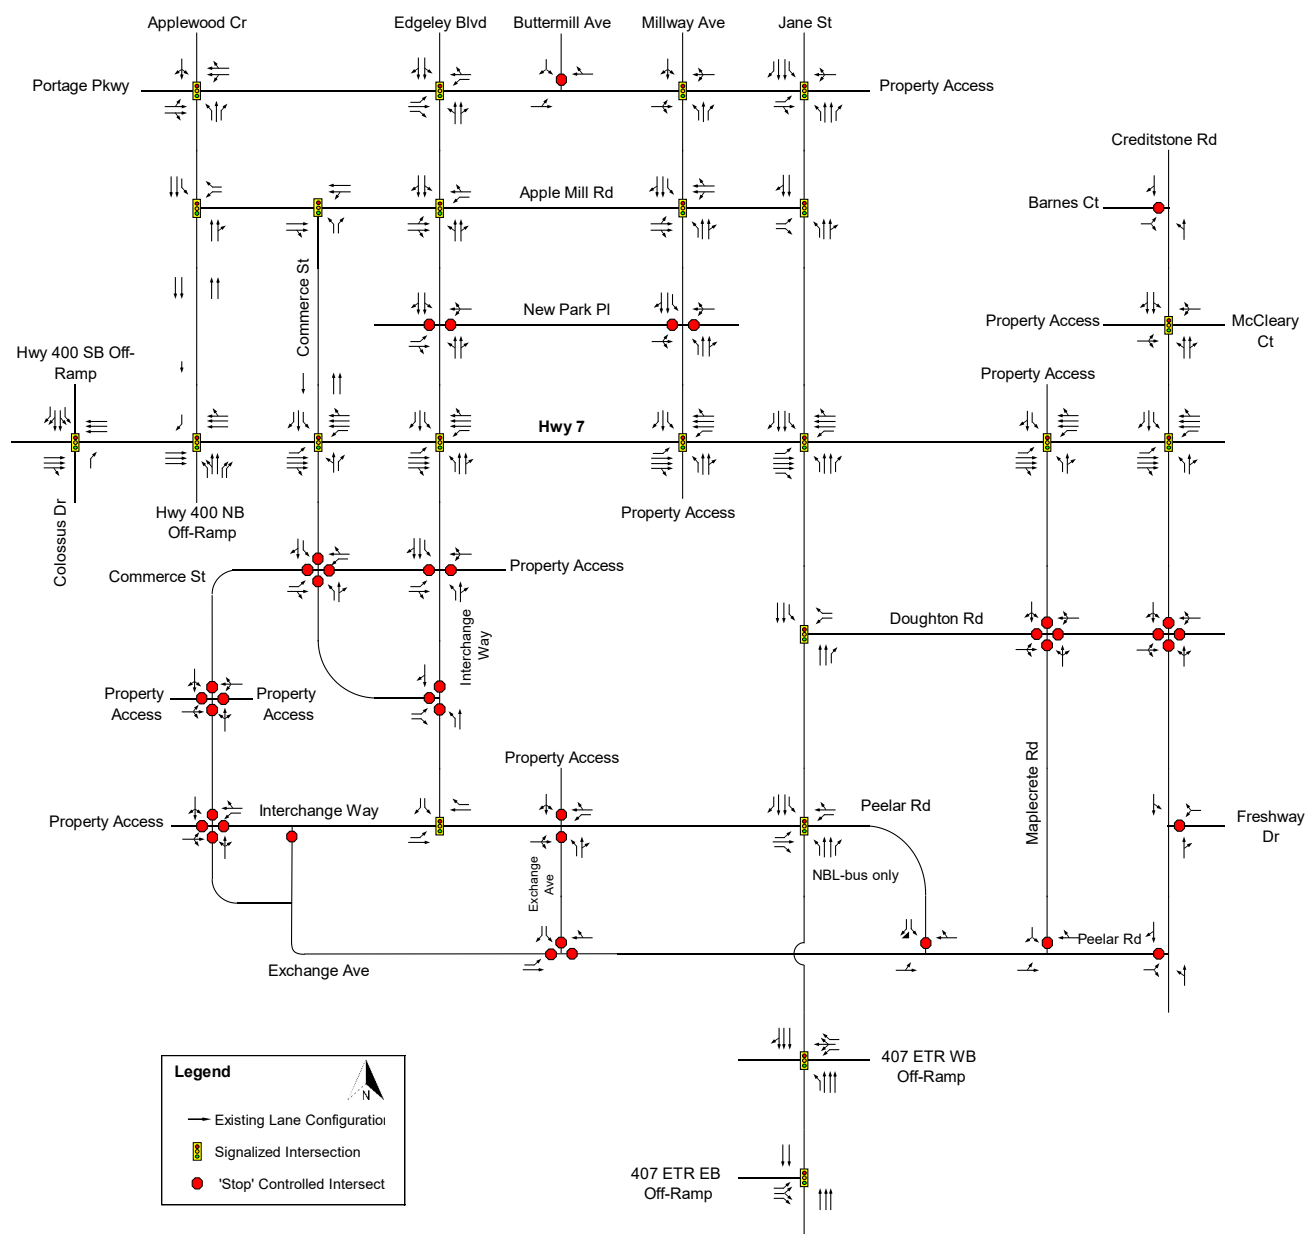 Applewood Cr
Edgeley Blvd
Buttermill Ave
Millway Ave
Jane St
Portage Pkwy
Property Access
Creditstone Rd
Apple Mill Rd
Barnes Ct
Commerce St
New Park Pl
Property Access
McCleary
Ct
Hwy 400 SB Off-
Ramp
Property Access
Hwy 7
Colossus Dr
Hwy 400 NB
Off-Ramp
Property Access
Commerce St
Property Access
Interchange
Way
Doughton Rd
Property
Access
Property
Access
Property Access
Maplecrete Rd
Property Access
Interchange Way
Peelar Rd
Freshway
Dr
Exchange
Ave
NBL-bus only
Peelar Rd
Exchange Ave
407 ETR WB
Off-Ramp
Legend
N
Existing Lane Configuratio
Signalized Intersection
'Stop' Controlled Intersect
407 ETR EB
Off-Ramp